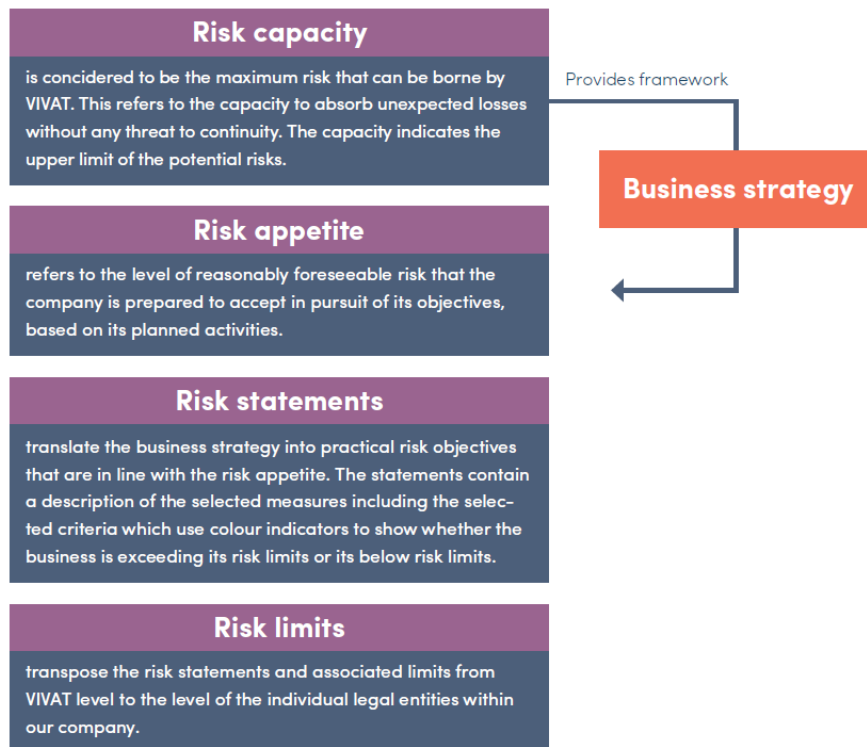 Risk capacity
is concidered to be the maximum risk that can be borne by
VIVAT. This refers to the capacity to absorb unexpected losses
without any threat to continuity. The capacity indicates the
upper limit of the potential risks.
Provides framework
Business strategy
Risk appetite
refers to the level of reasonably foreseeable risk that the
company is prepared to accept in pursuit of its objectives,
based on its planned activities.
Risk statements
translate the business strategy into practical risk objectives
that are in line with the risk appetite. The statements contain
a description of the selected measures including the selec-
ted criteria which use colour indicators to show whether the
business is exceeding its risk limits or its below risk limits.
Risk limits
transpose the risk statements and associated limits from
VIVAT level to the level of the individual legal entities within
our company.